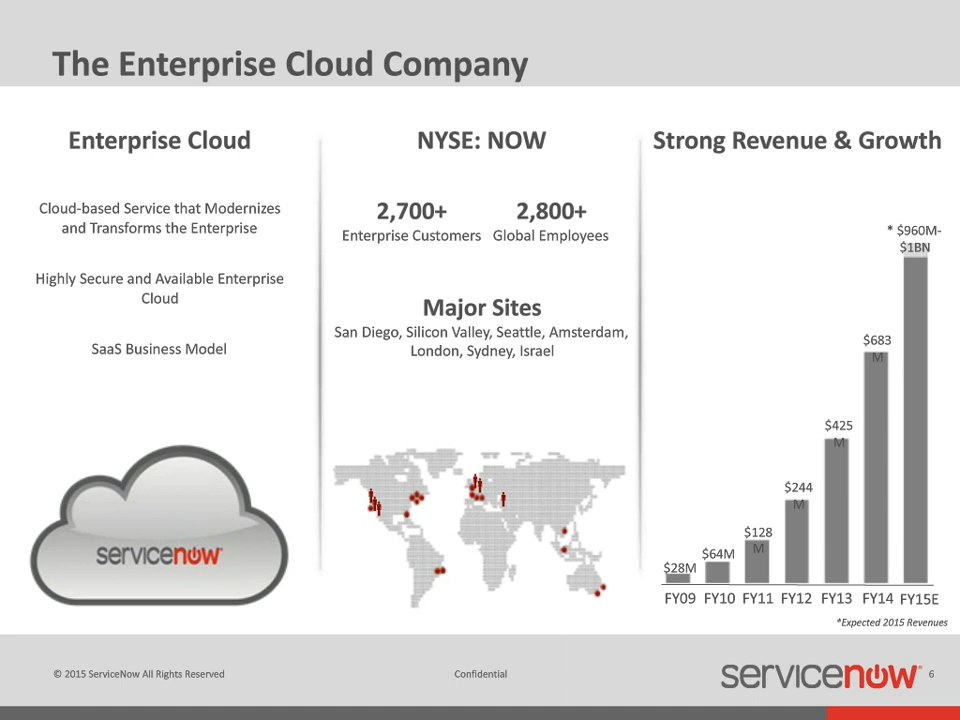 The Enterprise Cloud Company
Enterprise Cloud
Cloud-based Service that Modernizes
and Transforms the Enterprise
Highly Secure and Available Enterprise
Cloud
SaaS Business Model
servicenow
NYSE: NOW
2,700+
Enterprise Customers
2,800+
Global Employees
Major Sites
San Diego, Silicon Valley, Seattle, Amsterdam,
London, Sydney, Israel
Strong Revenue & Growth
$28M
$64M
$128
M
$244
M
$425
M
$683
M
* $960M-
$1BN
FY09 FY10 FY11 FY12 FY13 FY14 FY15E
*Expected 2015 Revenues
© 2015 ServiceNow All Rights Reserved
Confidential
servicenow®
6